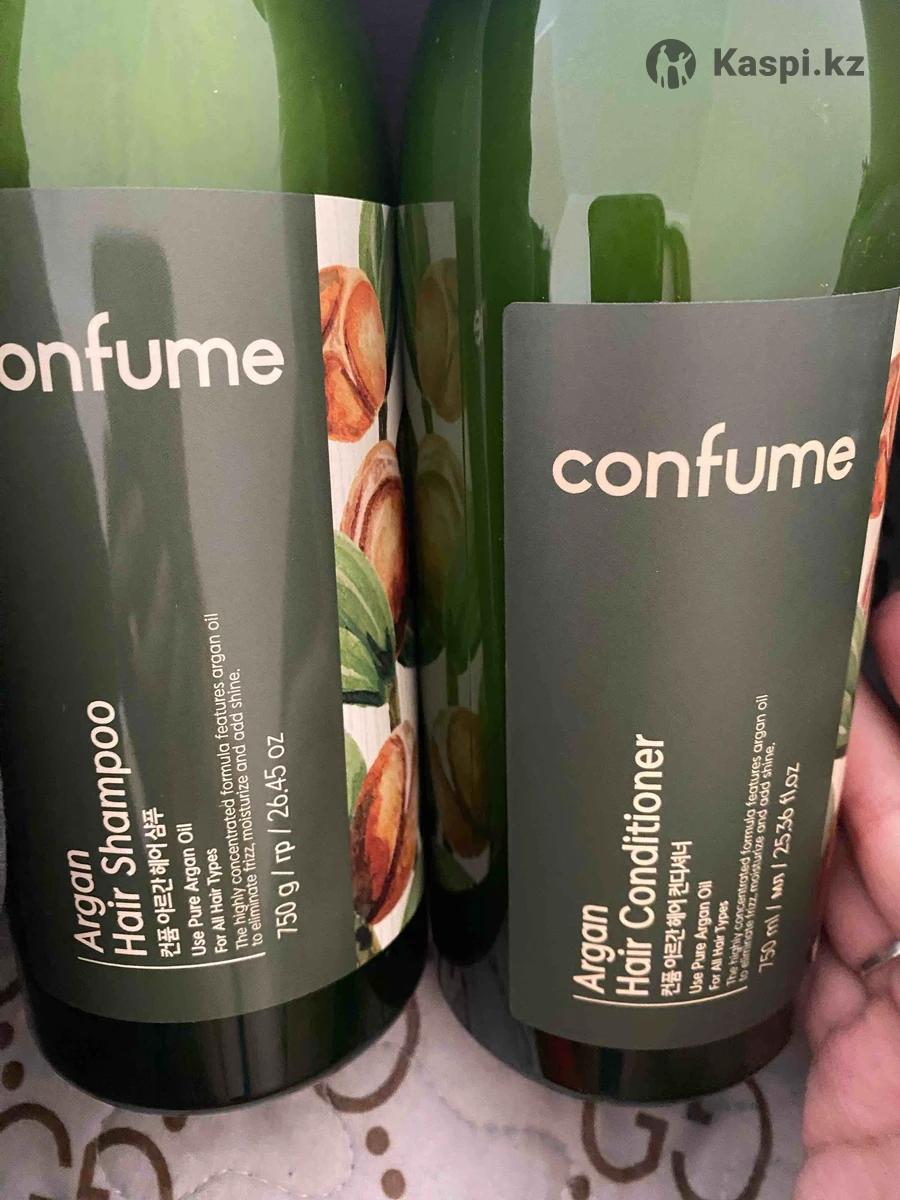 Kaspi.kz
onfume
Argan
Hair Shampoo
컨품 아르간 헤어 샴푸
Use Pure Argan Oil
For All Hair Types
The highly concentrated formula features argan oil
to eliminate frizz, moisturize and add shine.
750 g / гр / 26.45 oz
confume
Argan
Hair Conditioner
컨품 아르간 헤어 컨디셔너
Use Pure Argan Oil
For All Hair Types
The highly concentrated formula features argan oil
to eliminate frizz, moisturize and add shine.
750 ml / мл / 25.36 fl.oz